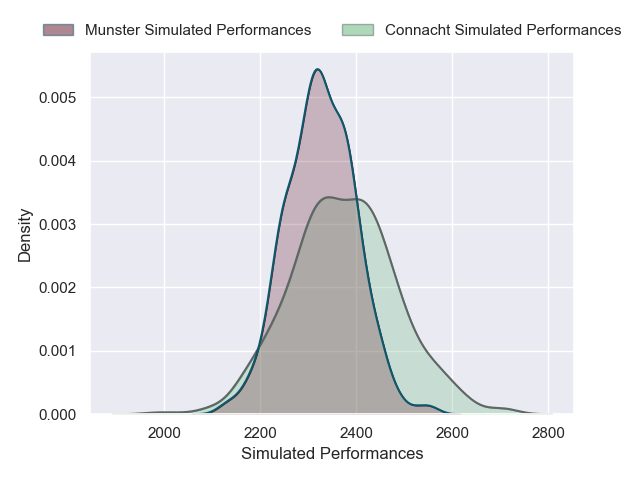 Munster Simulated Performances
Connacht Simulated Performances
0.005
0.004
0.003
0.002
0.001
0.000
Density
2000 2200 2400 2600 2800
Simulated Performances